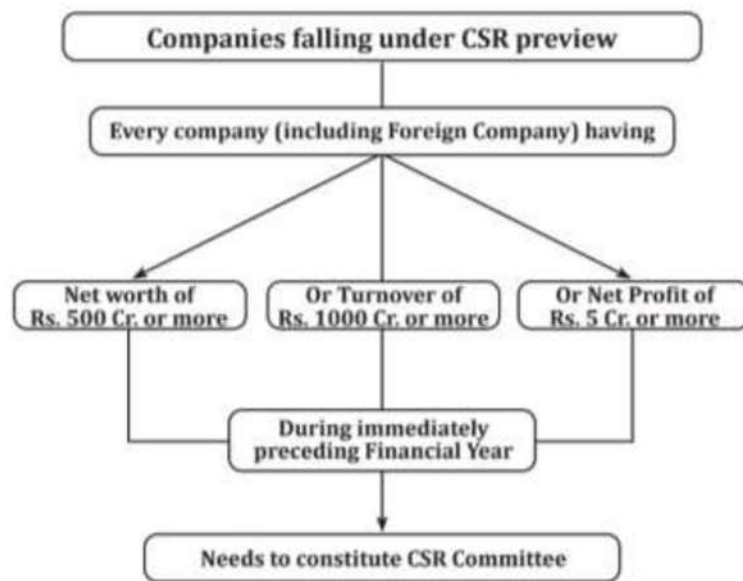 Companies falling under CSR preview
Every company (including Foreign Company) having
Net worth of
Rs. 500 Cr. or more
Or Turnover of
Rs. 1000 Cr. or more
Or Net Profit of
Rs. 5 Cr. or more
During immediately
preceding Financial Year
Needs to constitute CSR Committee